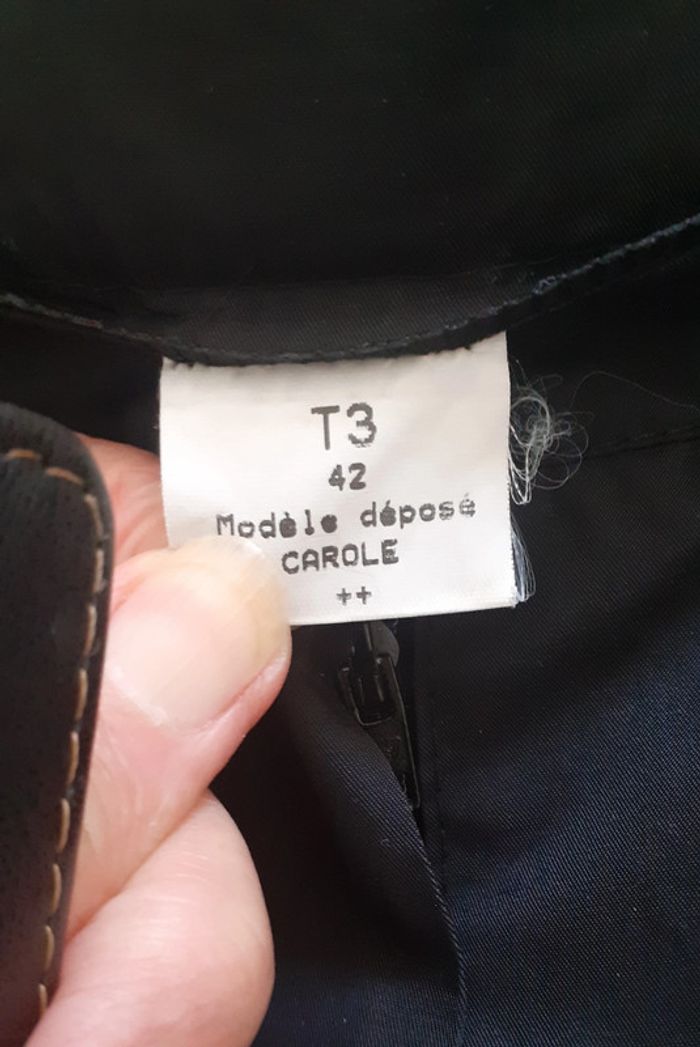 T3
42
Modèle déposé
CAROLE
++